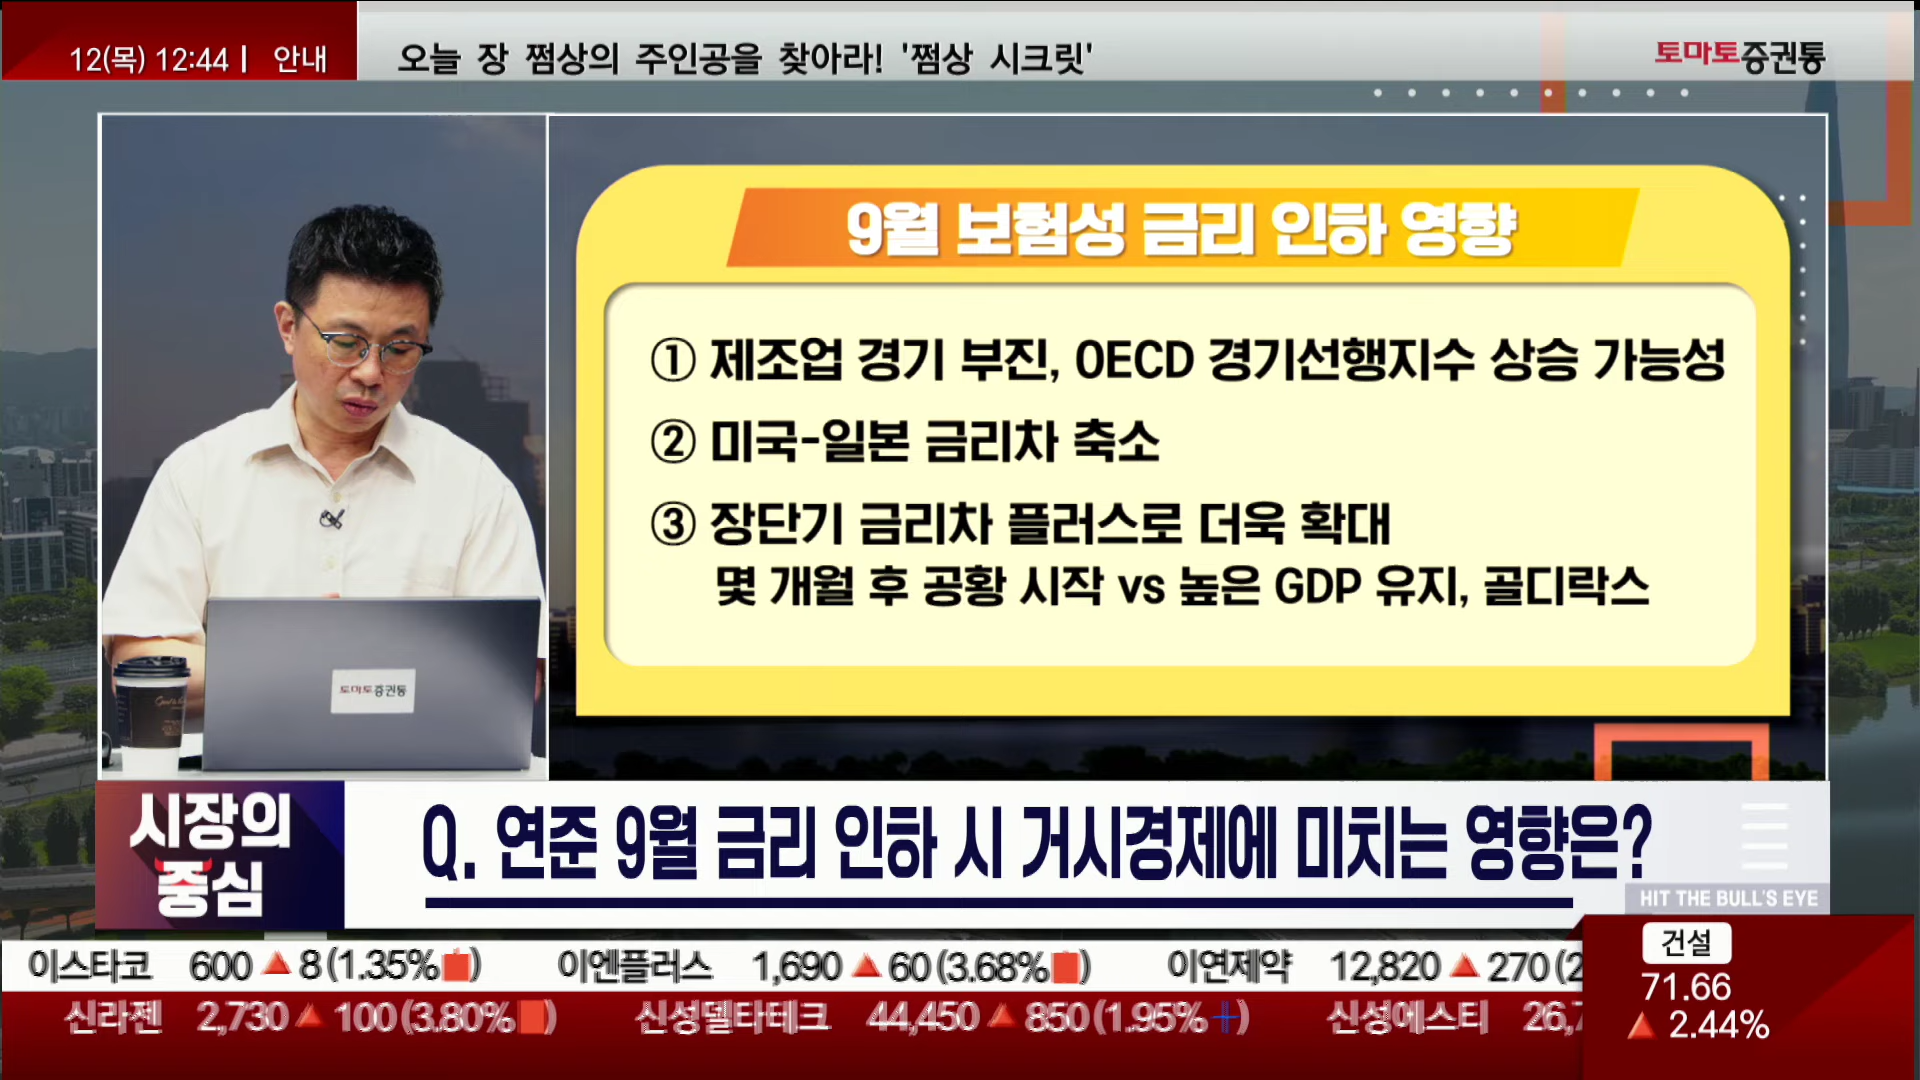 12(목) 12:44 | 안내
오늘 장 쩜상의 주인공을 찾아라! '쩜상 시크릿'
토마토증권통
9월 보험성 금리 인하 영향
① 제조업 경기 부진, OECD 경기선행지수 상승 가능성
② 미국-일본 금리차 축소
③ 장단기 금리차 플러스로 더욱 확대
몇 개월 후 공황 시작 vs 높은 GDP 유지, 골디락스
토마토증권통
시장의
중심
Q. 연준 9월 금리 인하 시 거시경제에 미치는 영향은?
HIT THE BULL'S EYE
이스타코 600 ▲ 8 (1.35%) 이엔플러스 1,690 ▲ 60 (3.68%) 이연제약 12,820 ▲ 270 (2
신라젠 2,730 ▲ 100 (3.80%) 신성델타테크 44,450 ▲ 850 (1.95%) 신성에스티 26,7
건설
71.66
▲ 2.44%